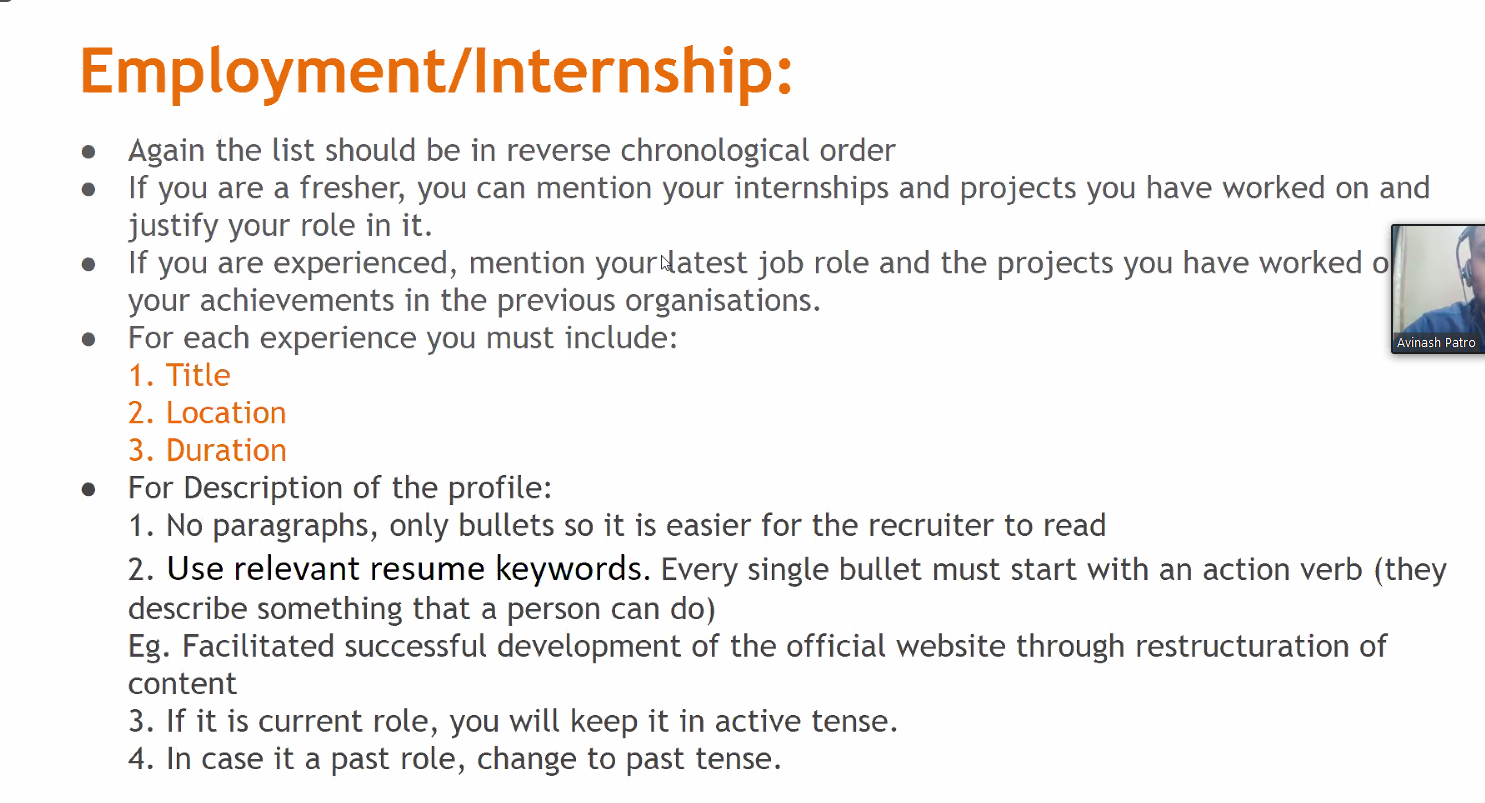 Employment/Internship:
● Again the list should be in reverse chronological order
● If you are a fresher, you can mention your internships and projects you have worked on and
justify your role in it.
● If you are experienced, mention your latest job role and the projects you have worked
your achievements in the previous organisations.
● For each experience you must include:
1. Title
2. Location
3. Duration
● For Description of the profile:
1. No paragraphs, only bullets so it is easier for the recruiter to read
2. Use relevant resume keywords. Every single bullet must start with an action verb (they
describe something that a person can do)
Eg. Facilitated successful development of the official website through restructuration of
content
3. If it is current role, you will keep it in active tense.
4. In case it a past role, change to past tense.
Avinash Patro